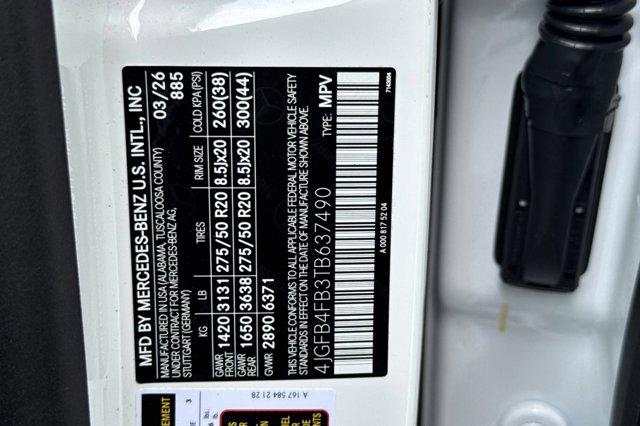 MFD BY MERCEDES-BENZ U.S. INTL., INC
MANUFACTURED IN USA (ALABAMA, TUSCALOOSA COUNTY)
UNDER CONTRACT FOR MERCEDES-BENZ AG,
STUTTGART (GERMANY)
03/26
885
KG LB TIRES RIM SIZE COLD KPA(PSI)
GAWR FRONT 1420 3131 275/50 R20 8.5Jx20 260(38)
GAWR REAR 1650 3638 275/50 R20 8.5Jx20 300(44)
GVWR 2890 6371
THIS VEHICLE CONFORMS TO ALL APPLICABLE FEDERAL MOTOR VEHICLE SAFETY
STANDARDS IN EFFECT ON THE DATE OF MANUFACTURE SHOWN ABOVE.
4JGFB4FB3TB637490 TYPE: MPV
A 000 817 52 04
7142004
A 167 584 21 28
3
lbs.
lb.